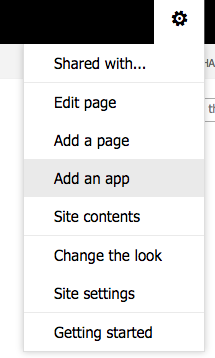 Shared with...
Edit page
Add a page
Add an app
Site contents
Change the look
Site settings
Getting started